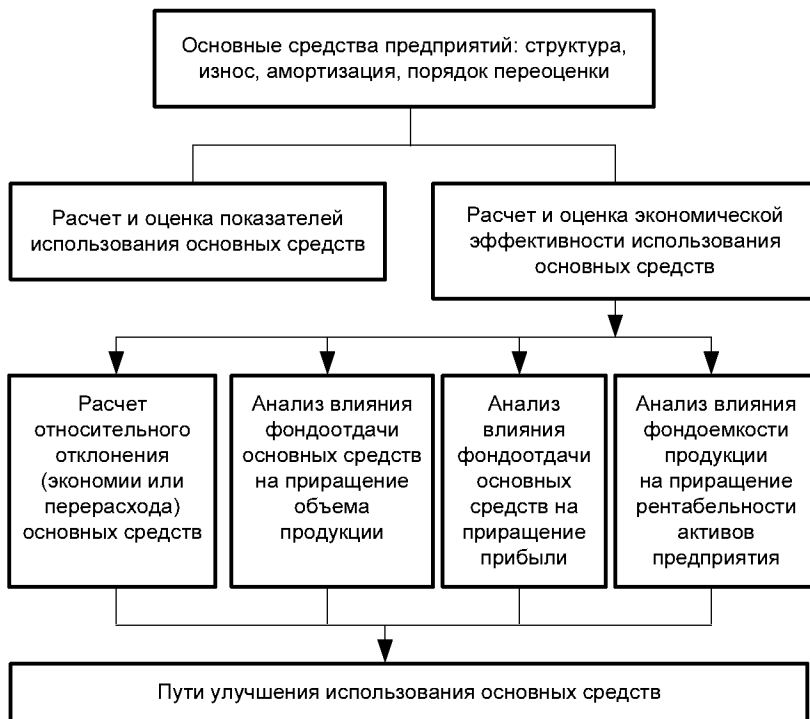 Основные средства предприятий: структура,
износ, амортизация, порядок переоценки
Расчет и оценка показателей
использования основных средств
Расчет и оценка экономической
эффективности использования
основных средств
Расчет
относительного
отклонения
(экономии или
перерасхода)
основных средств
Анализ влияния
фондоотдачи
основных средств
на приращение
объема
продукции
Анализ
влияния
фондоотдачи
основных
средств на
приращение
прибыли
Анализ влияния
фондоемкости
продукции
на приращение
рентабельности
активов
предприятия
Пути улучшения использования основных средств